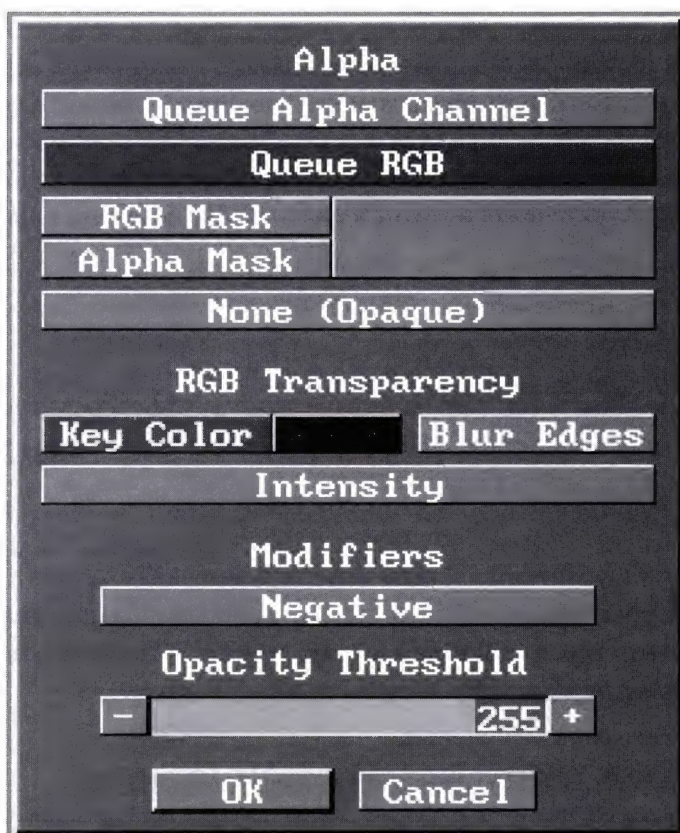 Alpha
Queue Alpha Channel
Queue RGB
RGB Mask
Alpha Mask
None (Opaque)
RGB Transparency
Key Color Blur Edges
Intensity
Modifiers
Negative
Opacity Threshold
- 255 +
OK Cancel